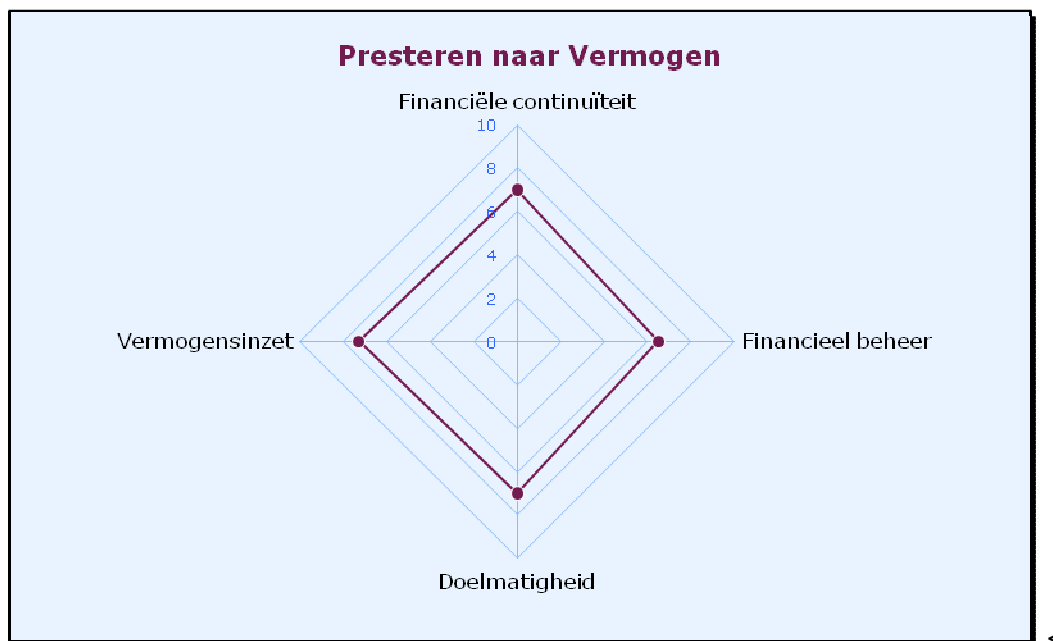 Presteren naar Vermogen
Financiële continuïteit
10
8
6
4
2
0
Vermogensinzet
Financieel beheer
Doelmatigheid